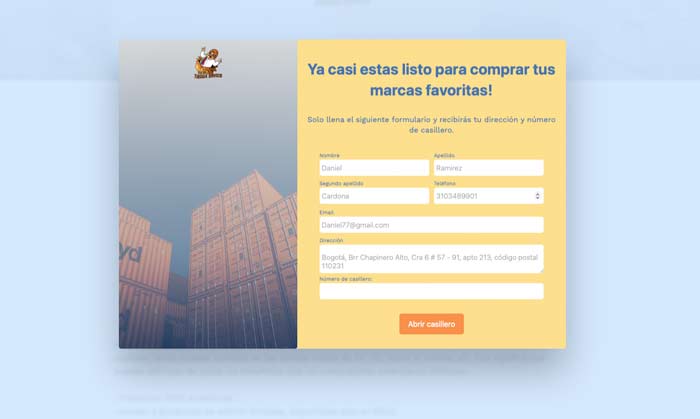 Ya casi estas listo para comprar tus
marcas favoritas!
Solo llena el siguiente formulario y recibirás tu dirección y número
de casillero.
Nombre
Apellido
Daniel
Ramirez
Segundo apellido
Teléfono
Cardona
3103489901
Email
Daniel77@gmail.com
Dirección
Bogotá, Brr Chapinero Alto, Cra 6 # 57 - 91, apto 213, código postal
110231
Número de casillero:
Abrir casillero
yd